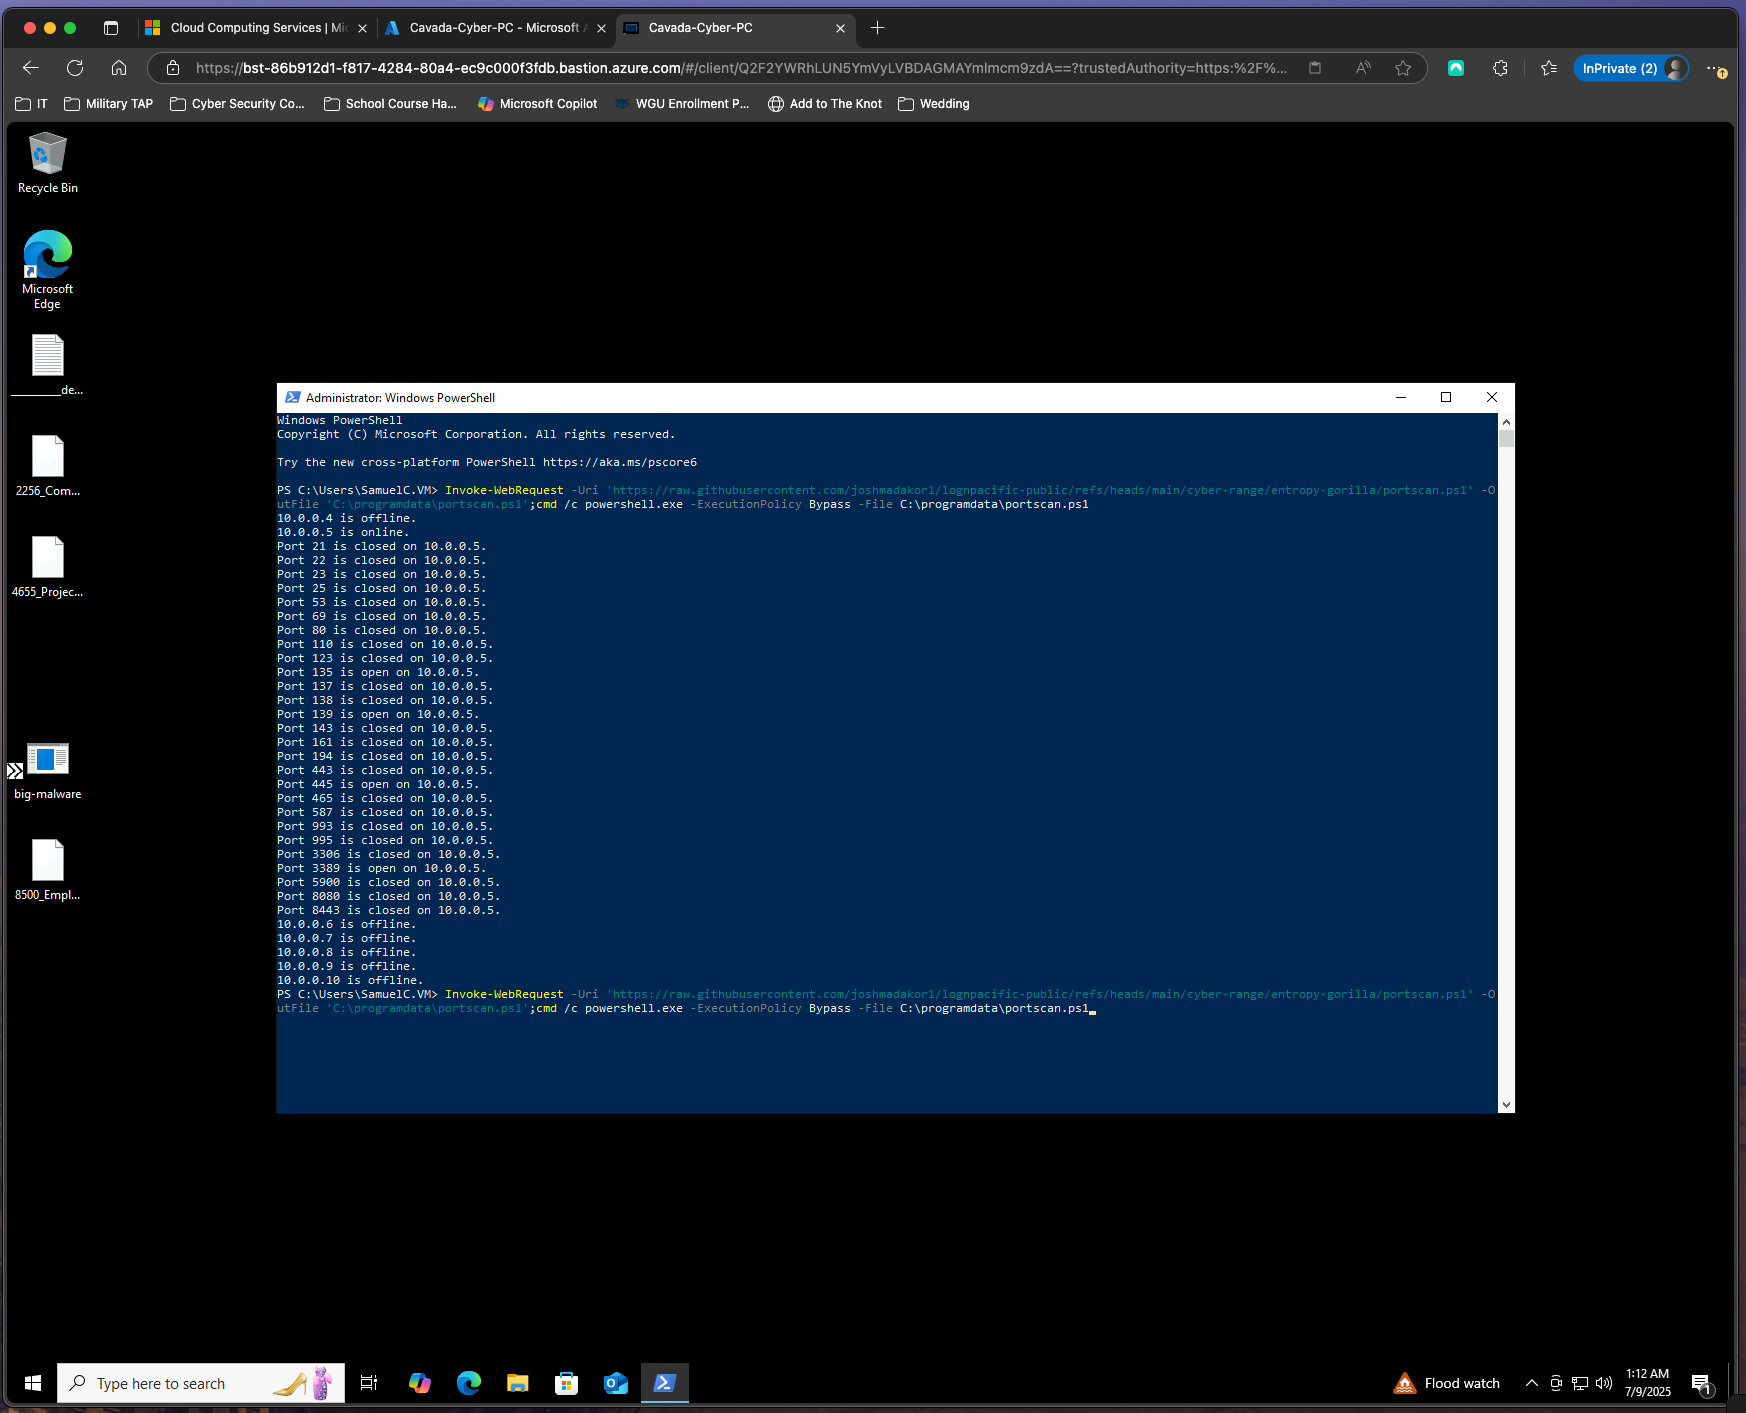 Cloud Computing Services | Mic
Cavada-Cyber-PC - Microsoft A
Cavada-Cyber-PC
https://bst-86b912d1-f817-4284-80a4-ec9c000f3fdb.bastion.azure.com/#/client/Q2F2YWRhLUN5YmVyLVBDAGMAYmlmcm9zdA==?trustedAuthority=https:%2F%...
InPrivate (2)
IT
Military TAP
Cyber Security Co...
School Course Ha...
Microsoft Copilot
WGU Enrollment P...
Add to The Knot
Wedding
Recycle Bin
Microsoft
Edge
________de...
2256_Com...
4655_Projec...
big-malware
8500_Empl...
Administrator: Windows PowerShell
Windows PowerShell
Copyright (C) Microsoft Corporation. All rights reserved.
Try the new cross-platform PowerShell https://aka.ms/pscore6
PS C:\Users\SamuelC.VM> Invoke-WebRequest -Uri 'https://raw.githubusercontent.com/joshmadakor1/lognpacific-public/refs/heads/main/cyber-range/entropy-gorilla/portscan.ps1' -O
utFile 'C:\programdata\portscan.ps1';cmd /c powershell.exe -ExecutionPolicy Bypass -File C:\programdata\portscan.ps1
10.0.0.4 is offline.
10.0.0.5 is online.
Port 21 is closed on 10.0.0.5.
Port 22 is closed on 10.0.0.5.
Port 23 is closed on 10.0.0.5.
Port 25 is closed on 10.0.0.5.
Port 53 is closed on 10.0.0.5.
Port 69 is closed on 10.0.0.5.
Port 80 is closed on 10.0.0.5.
Port 110 is closed on 10.0.0.5.
Port 123 is closed on 10.0.0.5.
Port 135 is open on 10.0.0.5.
Port 137 is closed on 10.0.0.5.
Port 138 is closed on 10.0.0.5.
Port 139 is open on 10.0.0.5.
Port 143 is closed on 10.0.0.5.
Port 161 is closed on 10.0.0.5.
Port 194 is closed on 10.0.0.5.
Port 443 is closed on 10.0.0.5.
Port 445 is open on 10.0.0.5.
Port 465 is closed on 10.0.0.5.
Port 587 is closed on 10.0.0.5.
Port 993 is closed on 10.0.0.5.
Port 995 is closed on 10.0.0.5.
Port 3306 is closed on 10.0.0.5.
Port 3389 is open on 10.0.0.5.
Port 5900 is closed on 10.0.0.5.
Port 8080 is closed on 10.0.0.5.
Port 8443 is closed on 10.0.0.5.
10.0.0.6 is offline.
10.0.0.7 is offline.
10.0.0.8 is offline.
10.0.0.9 is offline.
10.0.0.10 is offline.
PS C:\Users\SamuelC.VM> Invoke-WebRequest -Uri 'https://raw.githubusercontent.com/joshmadakor1/lognpacific-public/refs/heads/main/cyber-range/entropy-gorilla/portscan.ps1' -O
utFile 'C:\programdata\portscan.ps1';cmd /c powershell.exe -ExecutionPolicy Bypass -File C:\programdata\portscan.ps1
Type here to search
Flood watch
1:12 AM
7/9/2025
1